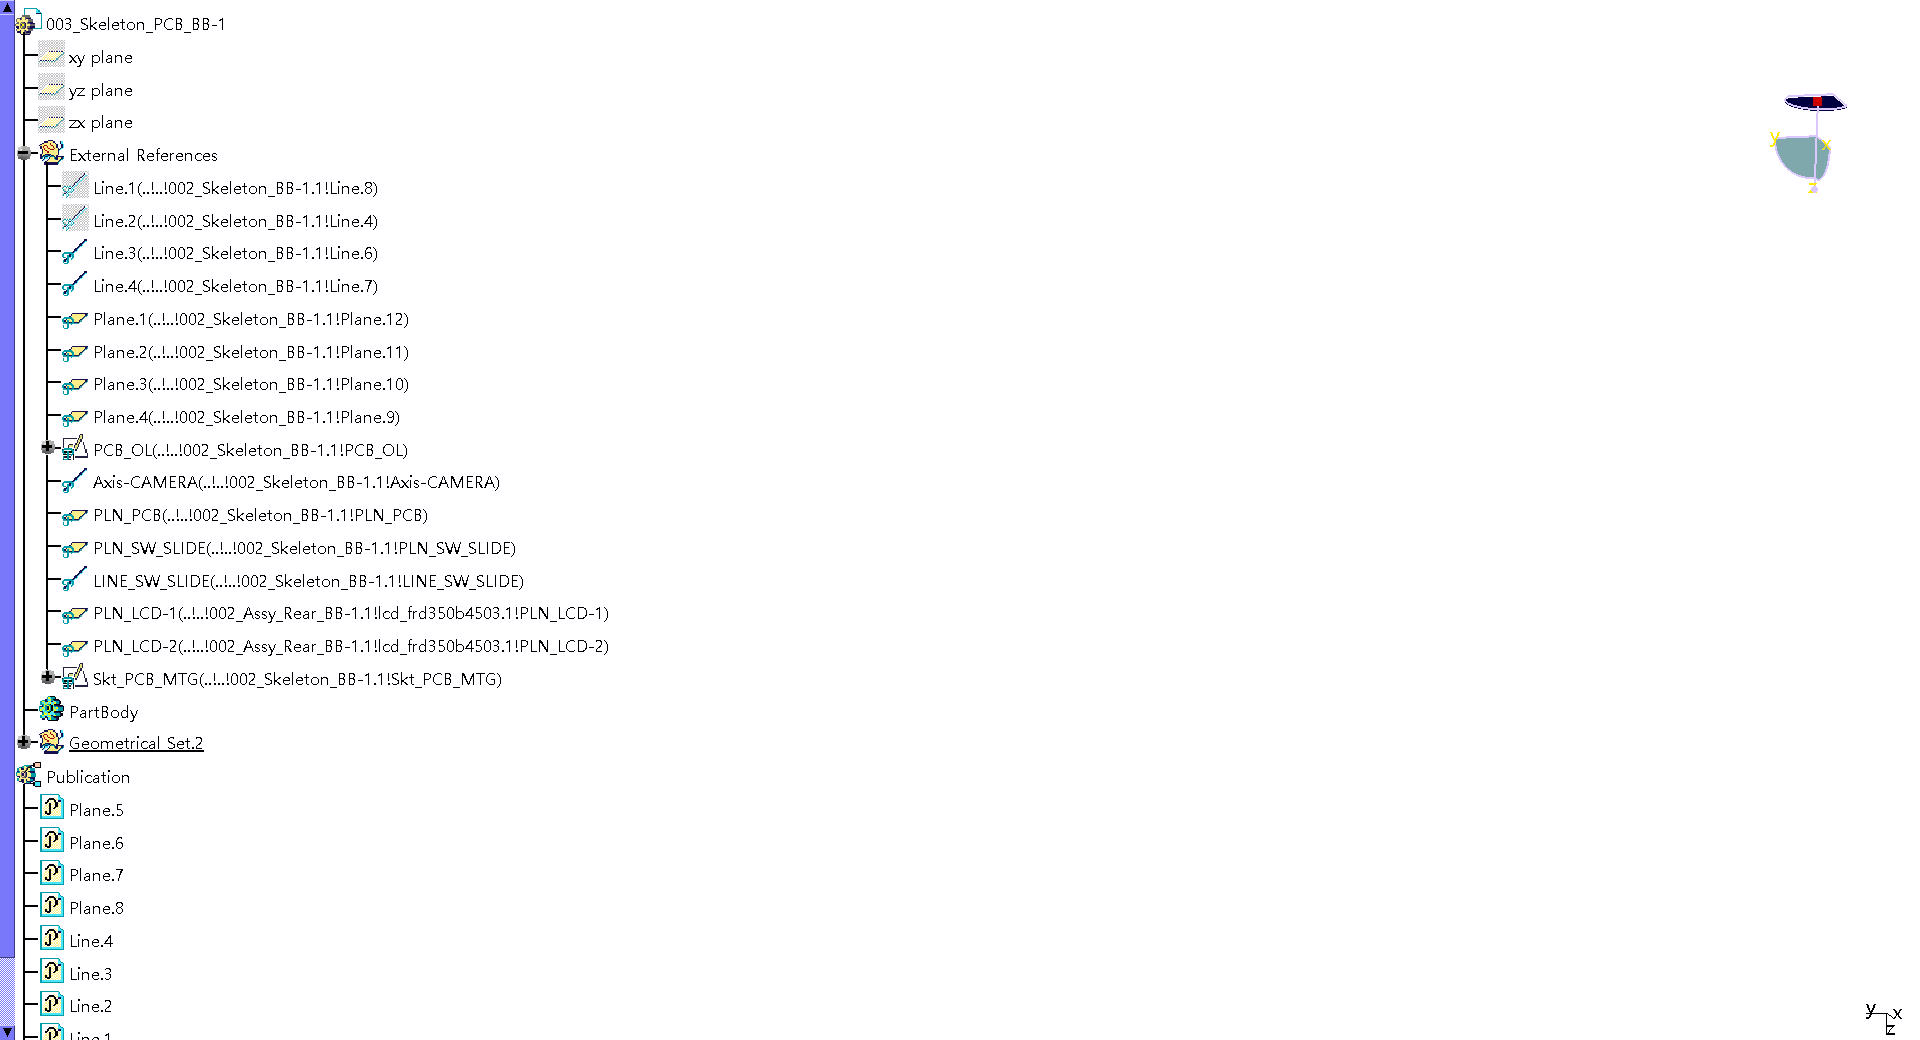 003_Skeleton_PCB_BB-1
xy plane
yz plane
zx plane
External References
Line.1(..!..!002_Skeleton_BB-1.1!Line.8)
Line.2(..!..!002_Skeleton_BB-1.1!Line.4)
Line.3(..!..!002_Skeleton_BB-1.1!Line.6)
Line.4(..!..!002_Skeleton_BB-1.1!Line.7)
Plane.1(..!..!002_Skeleton_BB-1.1!Plane.12)
Plane.2(..!..!002_Skeleton_BB-1.1!Plane.11)
Plane.3(..!..!002_Skeleton_BB-1.1!Plane.10)
Plane.4(..!..!002_Skeleton_BB-1.1!Plane.9)
PCB_OL(..!..!002_Skeleton_BB-1.1!PCB_OL)
Axis-CAMERA(..!..!002_Skeleton_BB-1.1!Axis-CAMERA)
PLN_PCB(..!..!002_Skeleton_BB-1.1!PLN_PCB)
PLN_SW_SLIDE(..!..!002_Skeleton_BB-1.1!PLN_SW_SLIDE)
LINE_SW_SLIDE(..!..!002_Skeleton_BB-1.1!LINE_SW_SLIDE)
PLN_LCD-1(..!..!002_Assy_Rear_BB-1.1!lcd_frd350b4503.1!PLN_LCD-1)
PLN_LCD-2(..!..!002_Assy_Rear_BB-1.1!lcd_frd350b4503.1!PLN_LCD-2)
Skt_PCB_MTG(..!..!002_Skeleton_BB-1.1!Skt_PCB_MTG)
PartBody
Geometrical Set.2
Publication
Plane.5
Plane.6
Plane.7
Plane.8
Line.4
Line.3
Line.2
Line.1
y x
z
y x
z